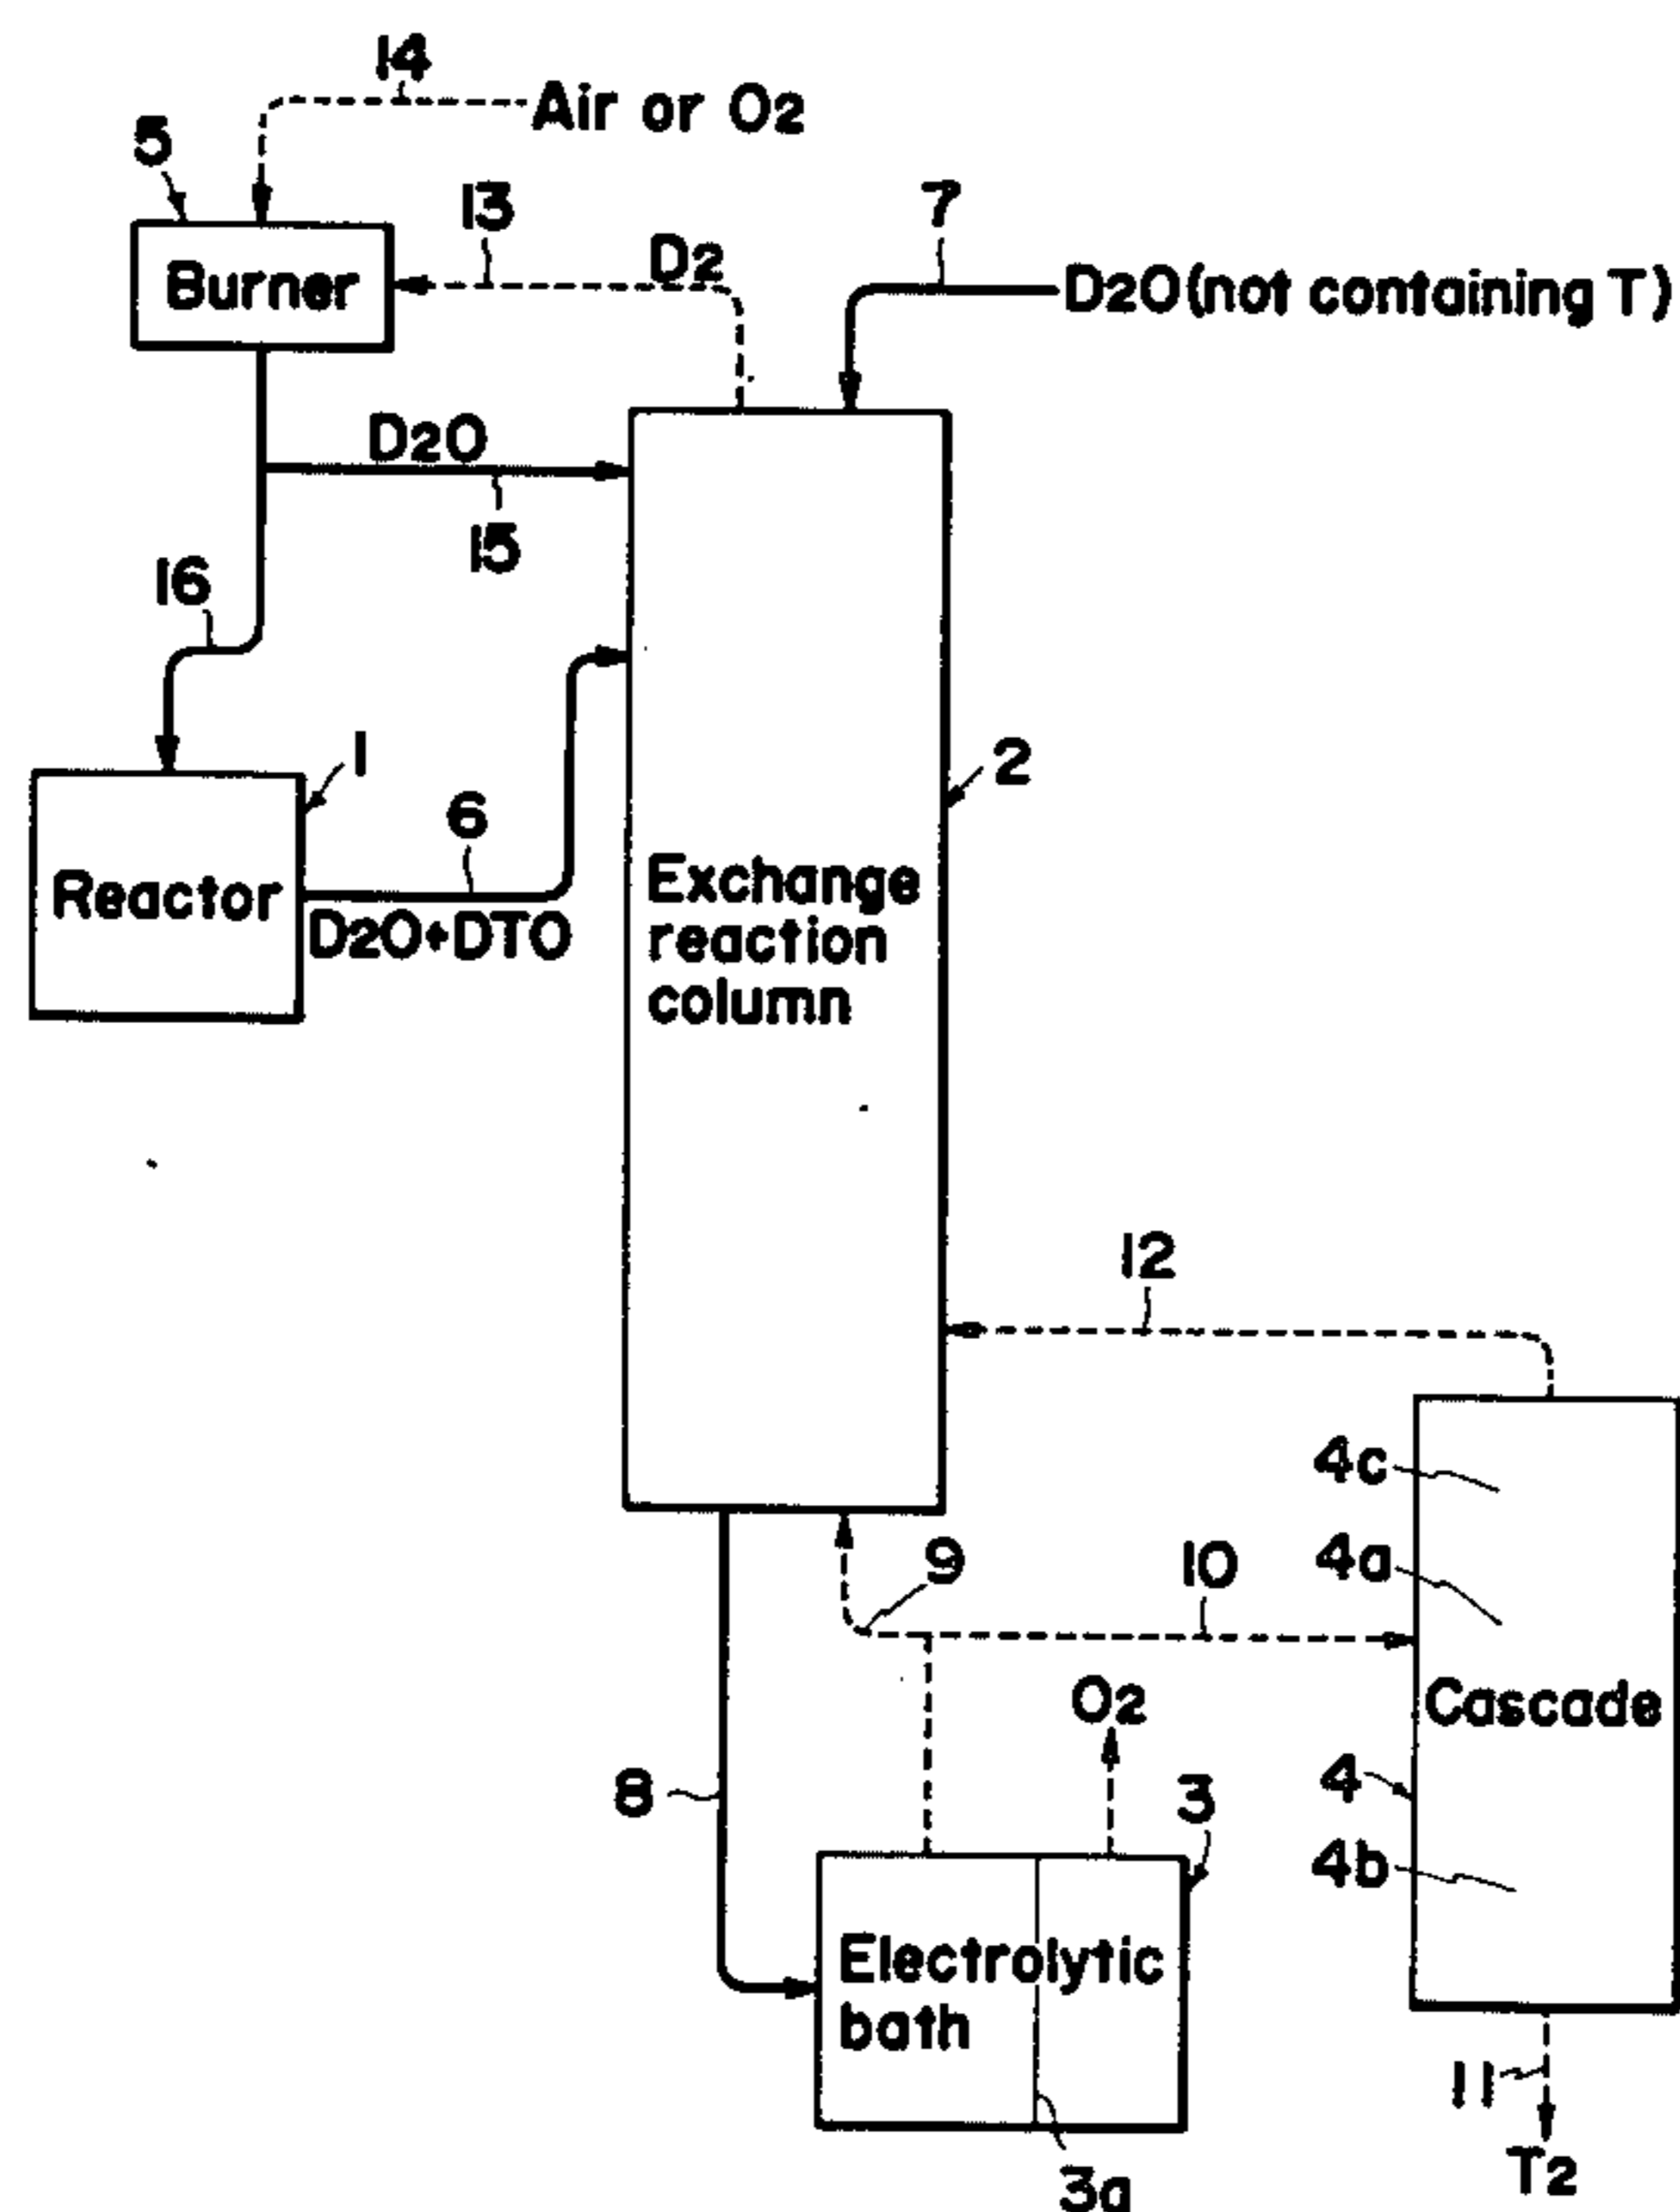 14
Air or O2
5
13
7
Burner
D2
D2O(not containing T)
D2O
15
16
1
2
6
Reactor
Exchange
reaction
column
D2O+DTO
12
4c
9
10
4a
O2
Cascade
8
3
4
4b
Electrolytic
bath
11
3a
T2